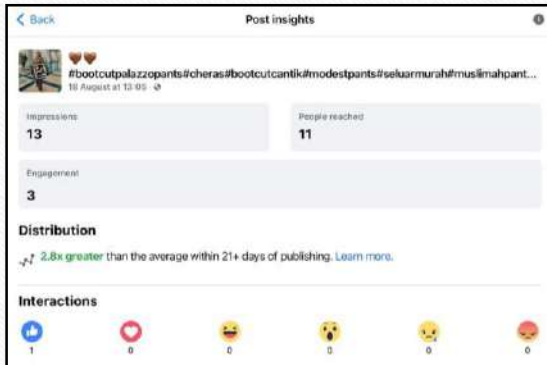 Back Post insights
#bootcutpalazzopants#cheras#bootcutcantik#modestpants#seluarmurah#muslimahpant...
16 August at 13:05 ·
Impressions People reached
13 11
Engagement
3
Distribution
2.8x greater than the average within 21+ days of publishing. Learn more.
Interactions
1 0 0 0 0 0